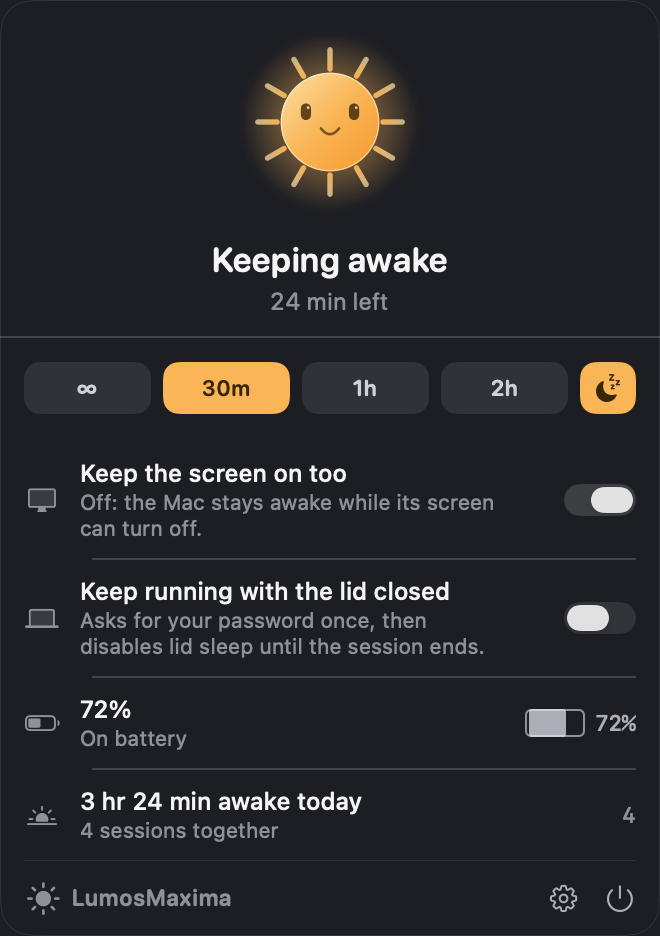 Keeping awake
24 min left
∞
30m
1h
2h
zzz
Keep the screen on too
Off: the Mac stays awake while its screen
can turn off.
Keep running with the lid closed
Asks for your password once, then
disables lid sleep until the session ends.
72%
On battery
72%
3 hr 24 min awake today
4 sessions together
4
LumosMaxima